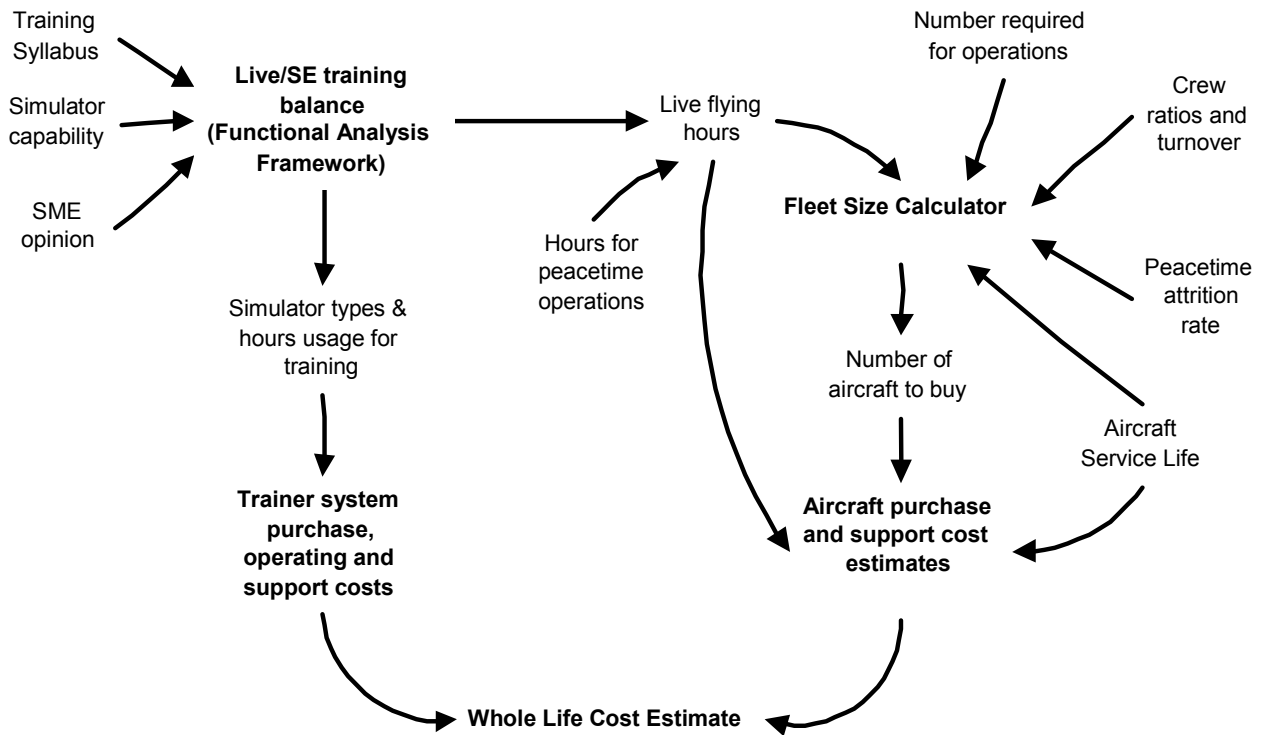 Training
Syllabus
Simulator
capability
SME
opinion
Live/SE training
balance
(Functional Analysis
Framework)
Live flying
hours
Number required
for operations
Crew
ratios and
turnover
Fleet Size Calculator
Hours for
peacetime
operations
Peacetime
attrition
rate
Simulator types &
hours usage for
training
Number of
aircraft to buy
Aircraft
Service Life
Trainer system
purchase,
operating and
support costs
Aircraft purchase
and support cost
estimates
Whole Life Cost Estimate